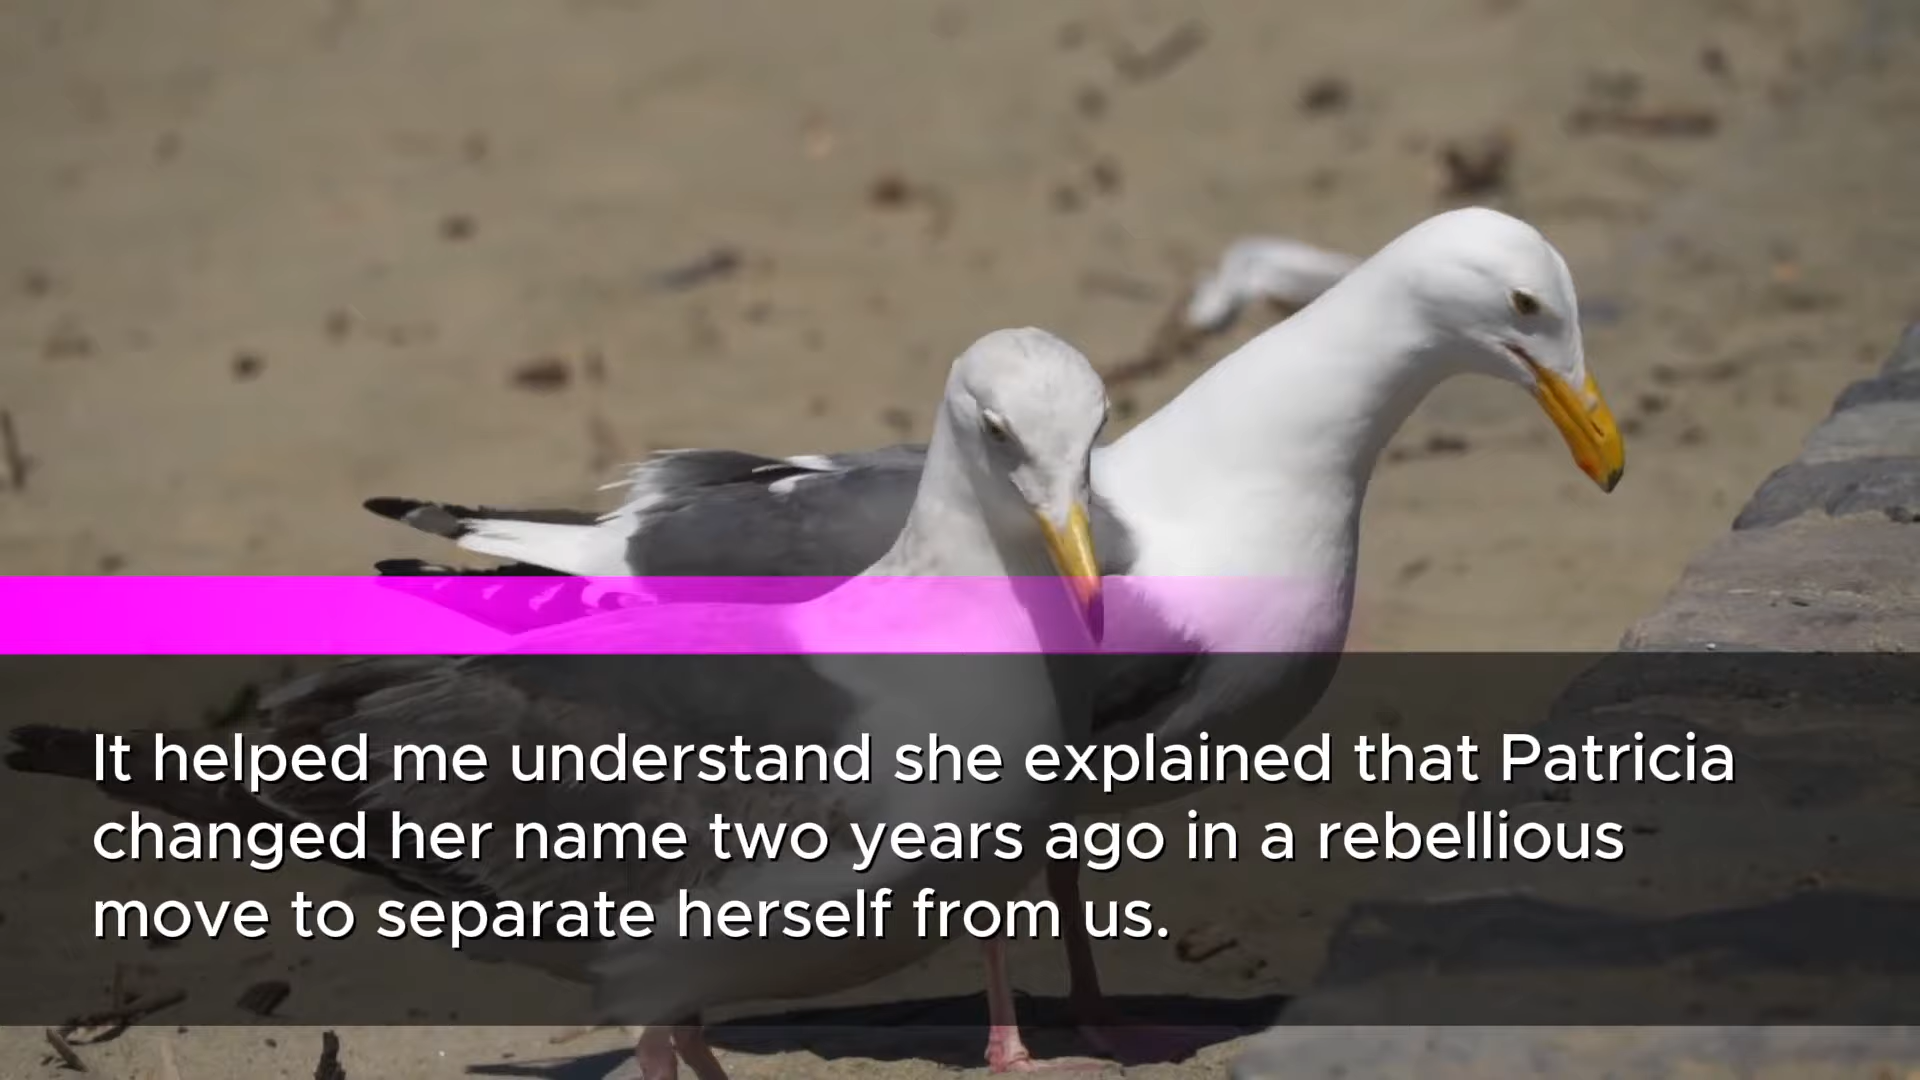 It helped me understand she explained that Patricia
changed her name two years ago in a rebellious
move to separate herself from us.